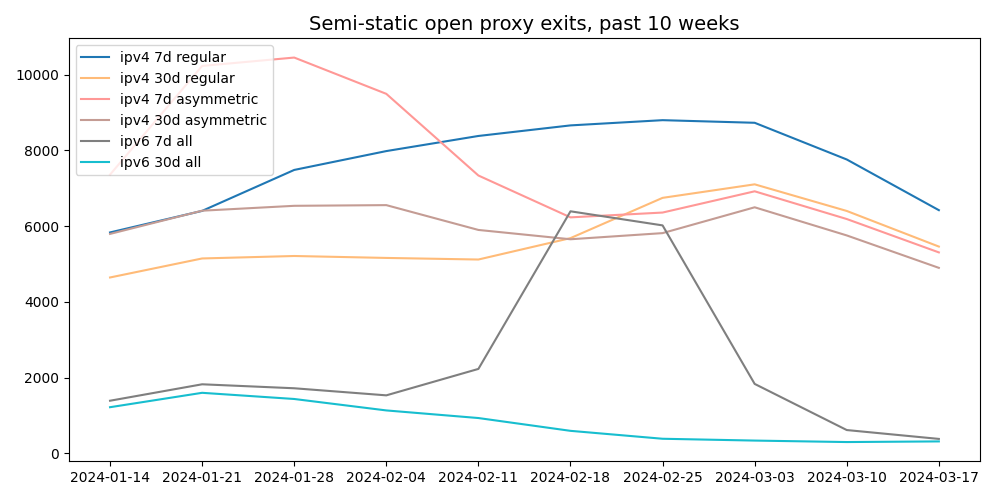 Semi-static open proxy exits, past 10 weeks
ipv4 7d regular
ipv4 30d regular
ipv4 7d asymmetric
ipv4 30d asymmetric
ipv6 7d all
ipv6 30d all
10000
8000
6000
4000
2000
0
2024-01-14 2024-01-21 2024-01-28 2024-02-04 2024-02-11 2024-02-18 2024-02-25 2024-03-03 2024-03-10 2024-03-17